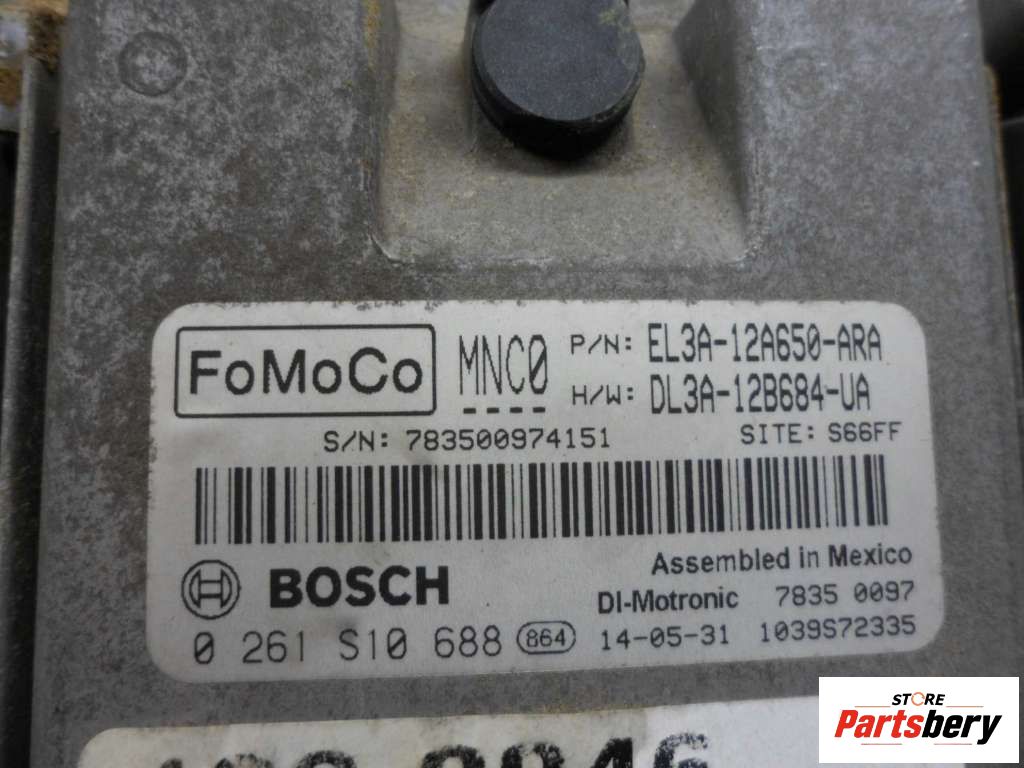 FoMoCo MNC0 P/N: EL3A-12A650-ARA
H/W: DL3A-12B684-UA
S/N: 783500974151 SITE: S66FF
Assembled in Mexico
BOSCH DI-Motronic 7835 0097
0 261 S10 688 864 14-05-31 1039S72335
STORE
Partsbery